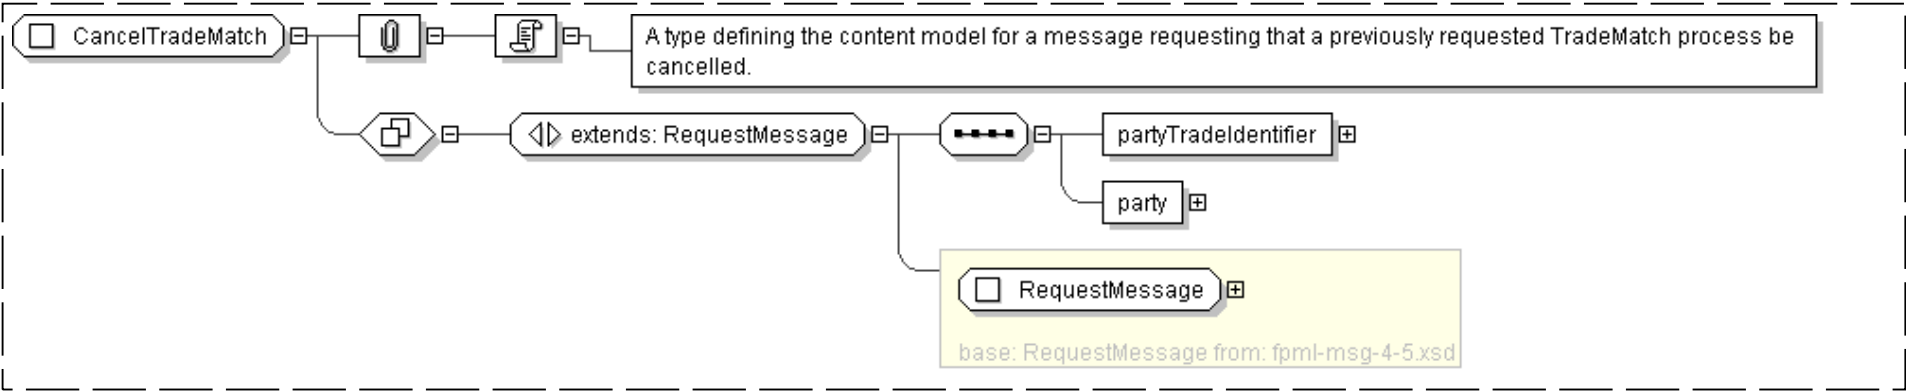 CancelTradeMatch
A type defining the content model for a message requesting that a previously requested TradeMatch process be
cancelled.
extends: RequestMessage
partyTradeIdentifier
party
RequestMessage
base: RequestMessage from: fpml-msg-4-5.xsd